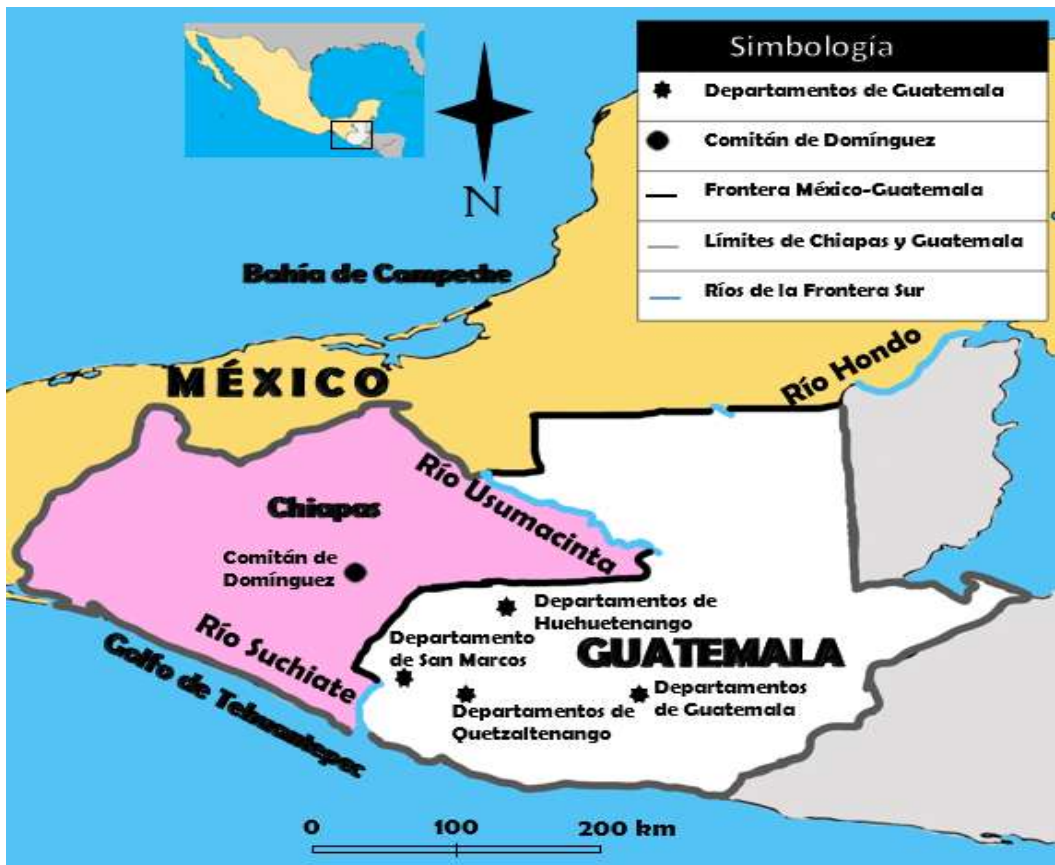 Simbología
Departamentos de Guatemala
Comitán de Domínguez
Frontera México-Guatemala
Límites de Chiapas y Guatemala
Ríos de la Frontera Sur
N
Bahía de Campeche
MÉXICO
Río Hondo
Río Usumacinta
Chiapas
Comitán de
Domínguez
Río Suchiate
Golfo de Tehuantepec
Departamentos de
Huehuetenango
Departamento
de San Marcos
GUATEMALA
Departamentos de
Quetzaltenango
Departamentos
de Guatemala
0 100 200 km